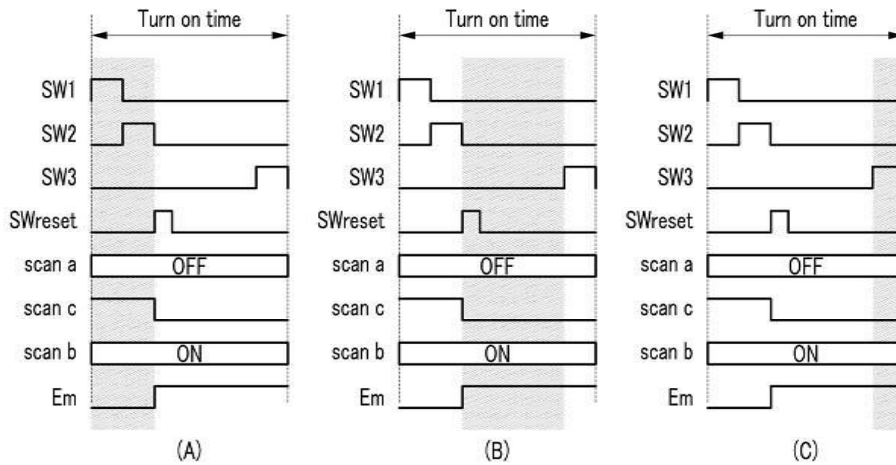 Turn on time Turn on time Turn on time
SW1 SW1 SW1
SW2 SW2 SW2
SW3 SW3 SW3
SWreset SWreset SWreset
scan a OFF scan a OFF scan a OFF
scan c scan c scan c
scan b ON scan b ON scan b ON
Em Em Em
(A) (B) (C)